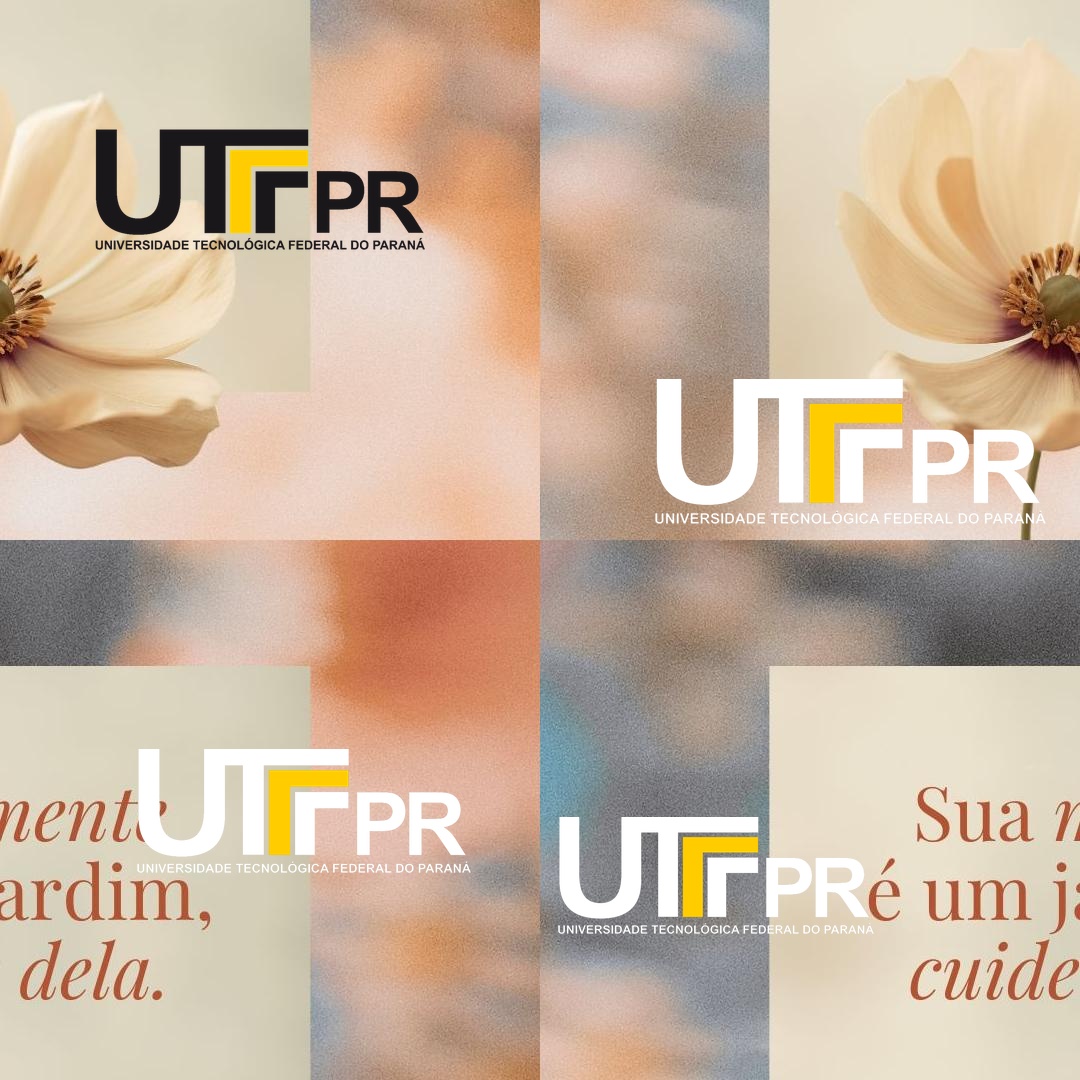 UTFPR
UNIVERSIDADE TECNOLÓGICA FEDERAL DO PARANÁ
UTFPR
UNIVERSIDADE TECNOLÓGICA FEDERAL DO PARANÁ
UTFPR
UNIVERSIDADE TECNOLÓGICA FEDERAL DO PARANÁ
mente
ardim,
dela.
UTFPR
UNIVERSIDADE TECNOLÓGICA FEDERAL DO PARANÁ
Sua
é um ja
cuide